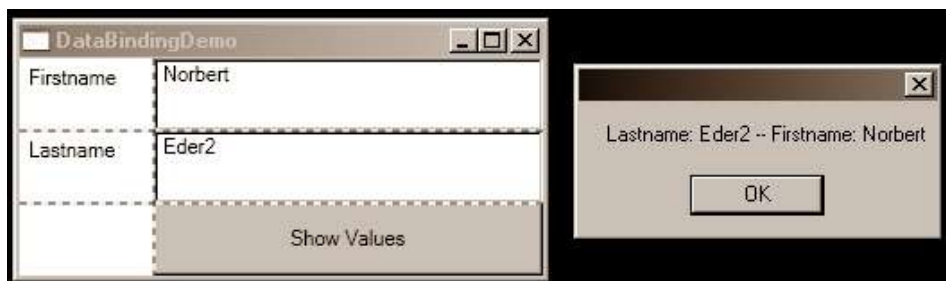 DataBindingDemo
Firstname
Norbert
Lastname
Eder2
Show Values
Lastname: Eder2 -- Firstname: Norbert
OK